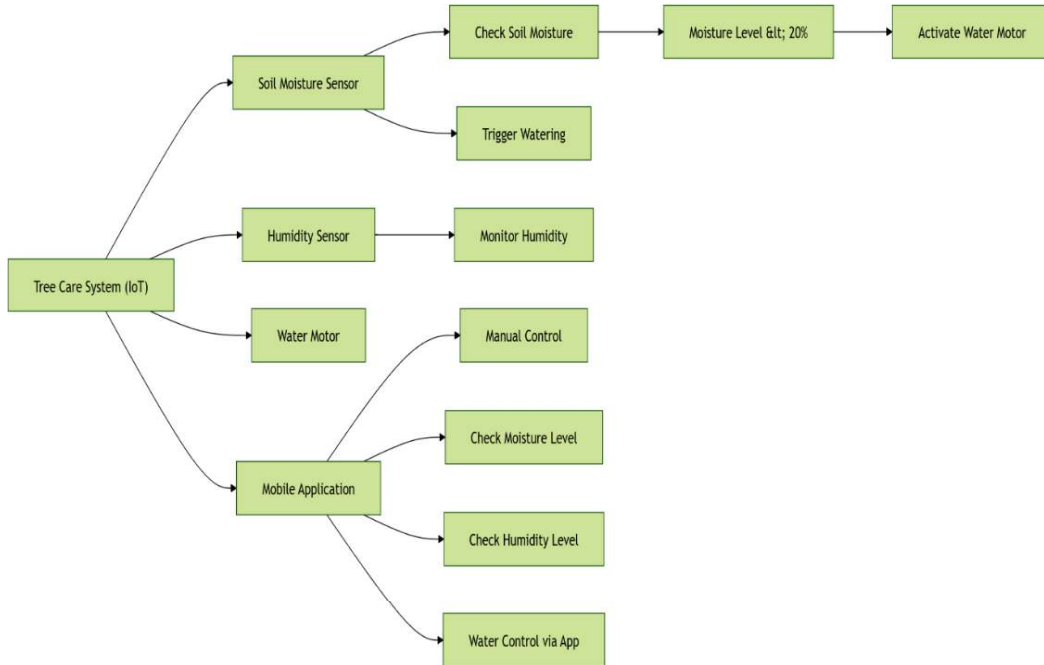 Check Soil Moisture
Moisture Level &lt; 20%
Activate Water Motor
Soil Moisture Sensor
Trigger Watering
Humidity Sensor
Monitor Humidity
Tree Care System (IoT)
Water Motor
Manual Control
Check Moisture Level
Mobile Application
Check Humidity Level
Water Control via App